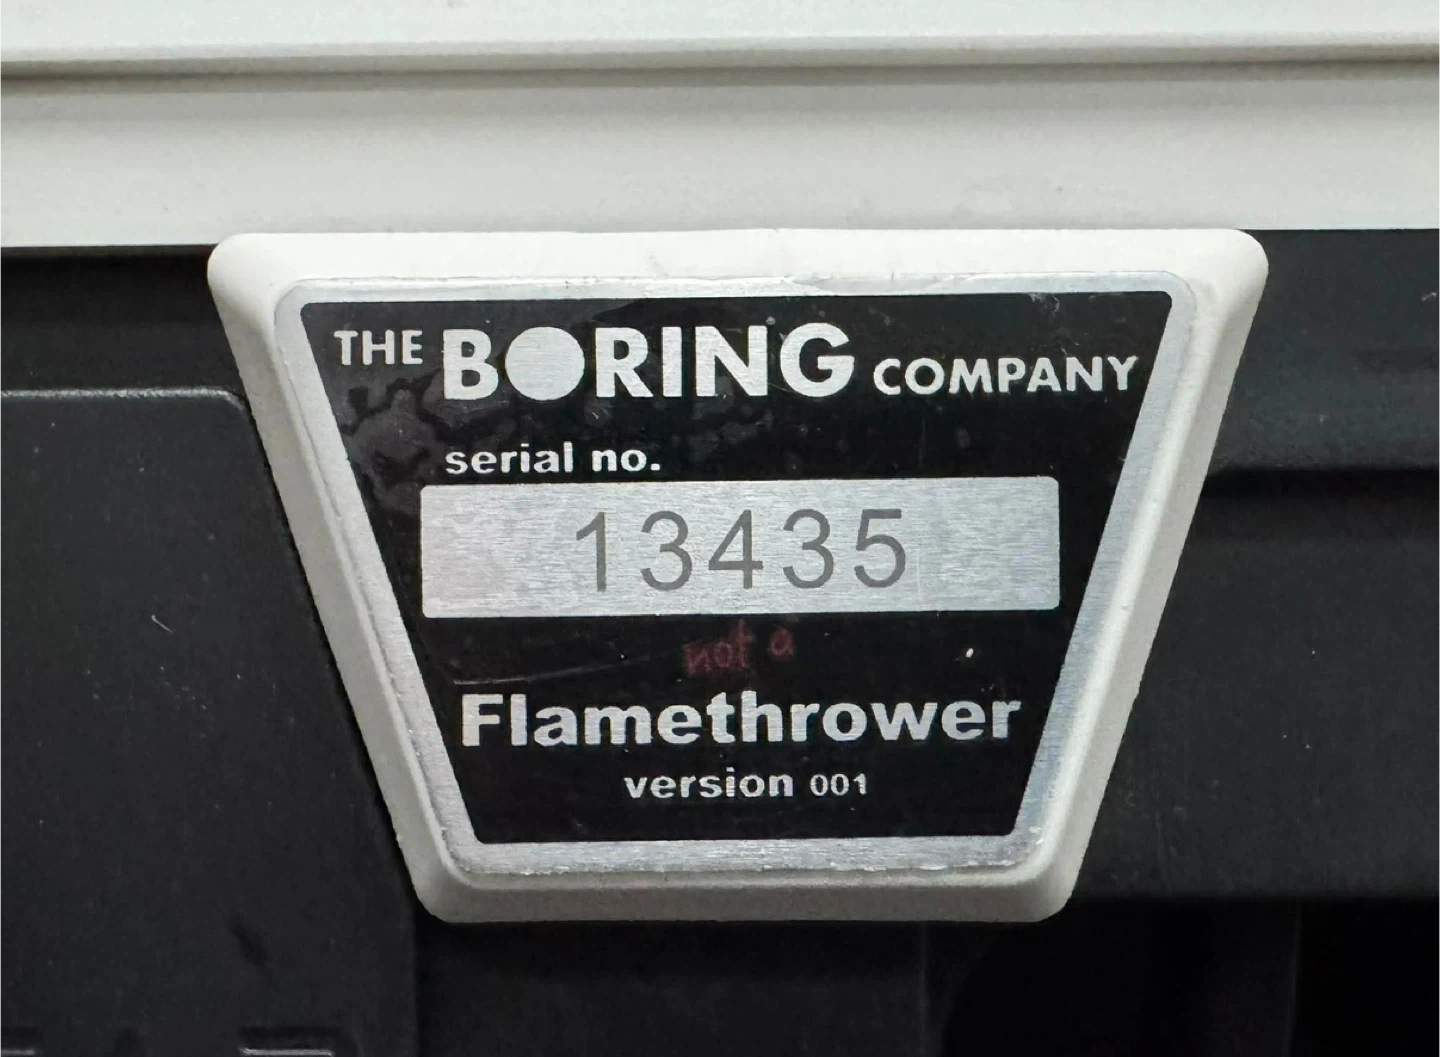 THE BORING COMPANY
serial no.
13435
not a
Flamethrower
version 001